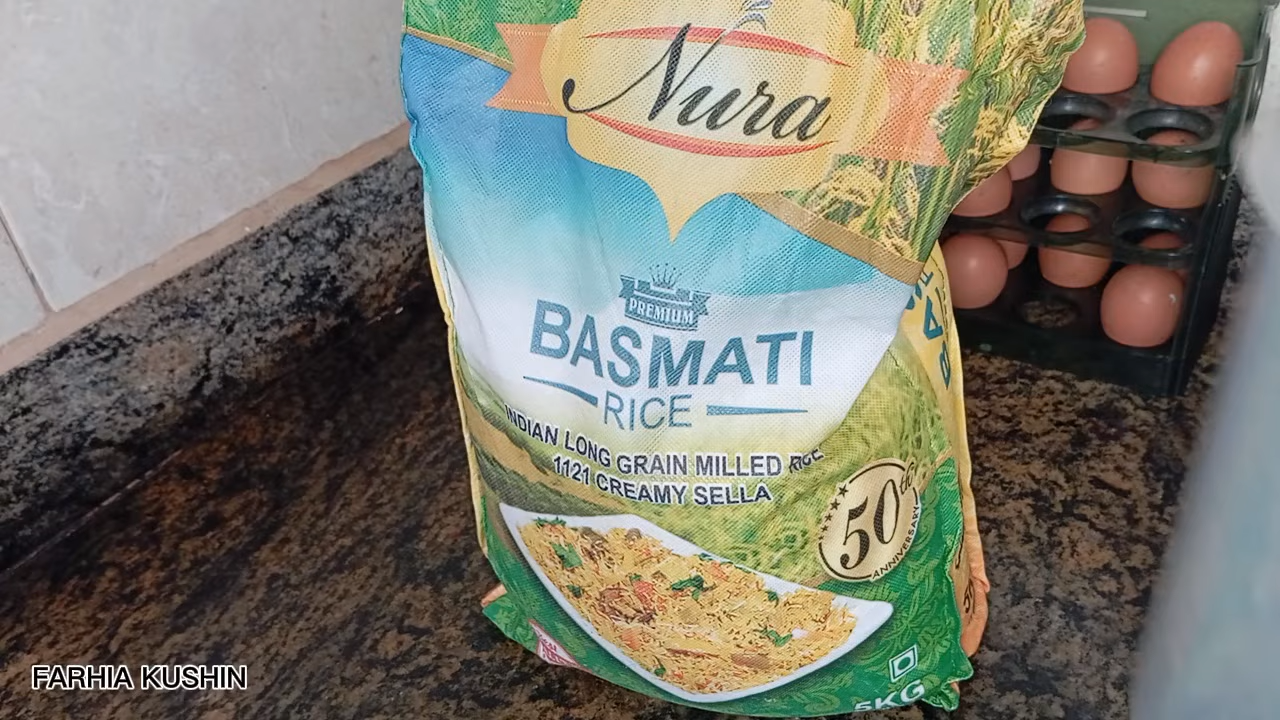 Nura
PREMIUM
BASMATI
RICE
INDIAN LONG GRAIN MILLED RICE
1121 CREAMY SELLA
50th
ANNIVERSARY
5KG
FARHIA KUSHIN